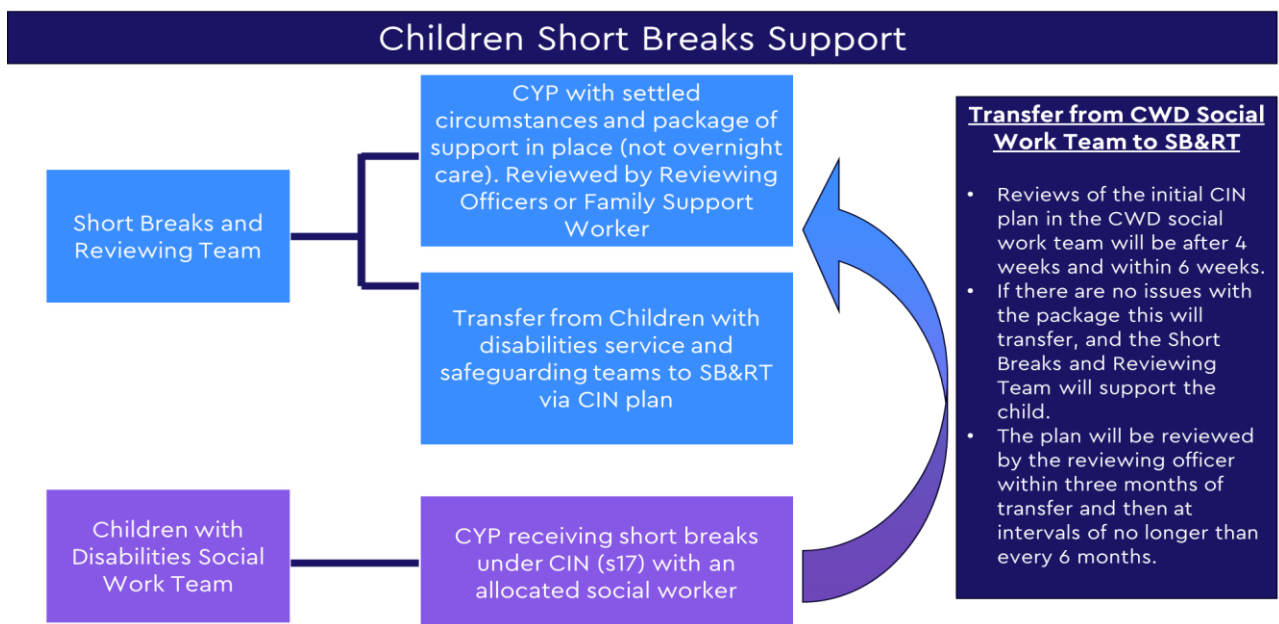 Children Short Breaks Support
Short Breaks and
Reviewing Team
CYP with settled
circumstances and package of
support in place (not overnight
care). Reviewed by Reviewing
Officers or Family Support
Worker
Transfer from Children with
disabilities service and
safeguarding teams to SB&RT
via CIN plan
Children with
Disabilities Social
Work Team
CYP receiving short breaks
under CIN (s17) with an
allocated social worker
Transfer from CWD Social
Work Team to SB&RT
• Reviews of the initial CIN
plan in the CWD social
work team will be after 4
weeks and within 6 weeks.
• If there are no issues with
the package this will
transfer, and the Short
Breaks and Reviewing
Team will support the
child.
• The plan will be reviewed
by the reviewing officer
within three months of
transfer and then at
intervals of no longer than
every 6 months.